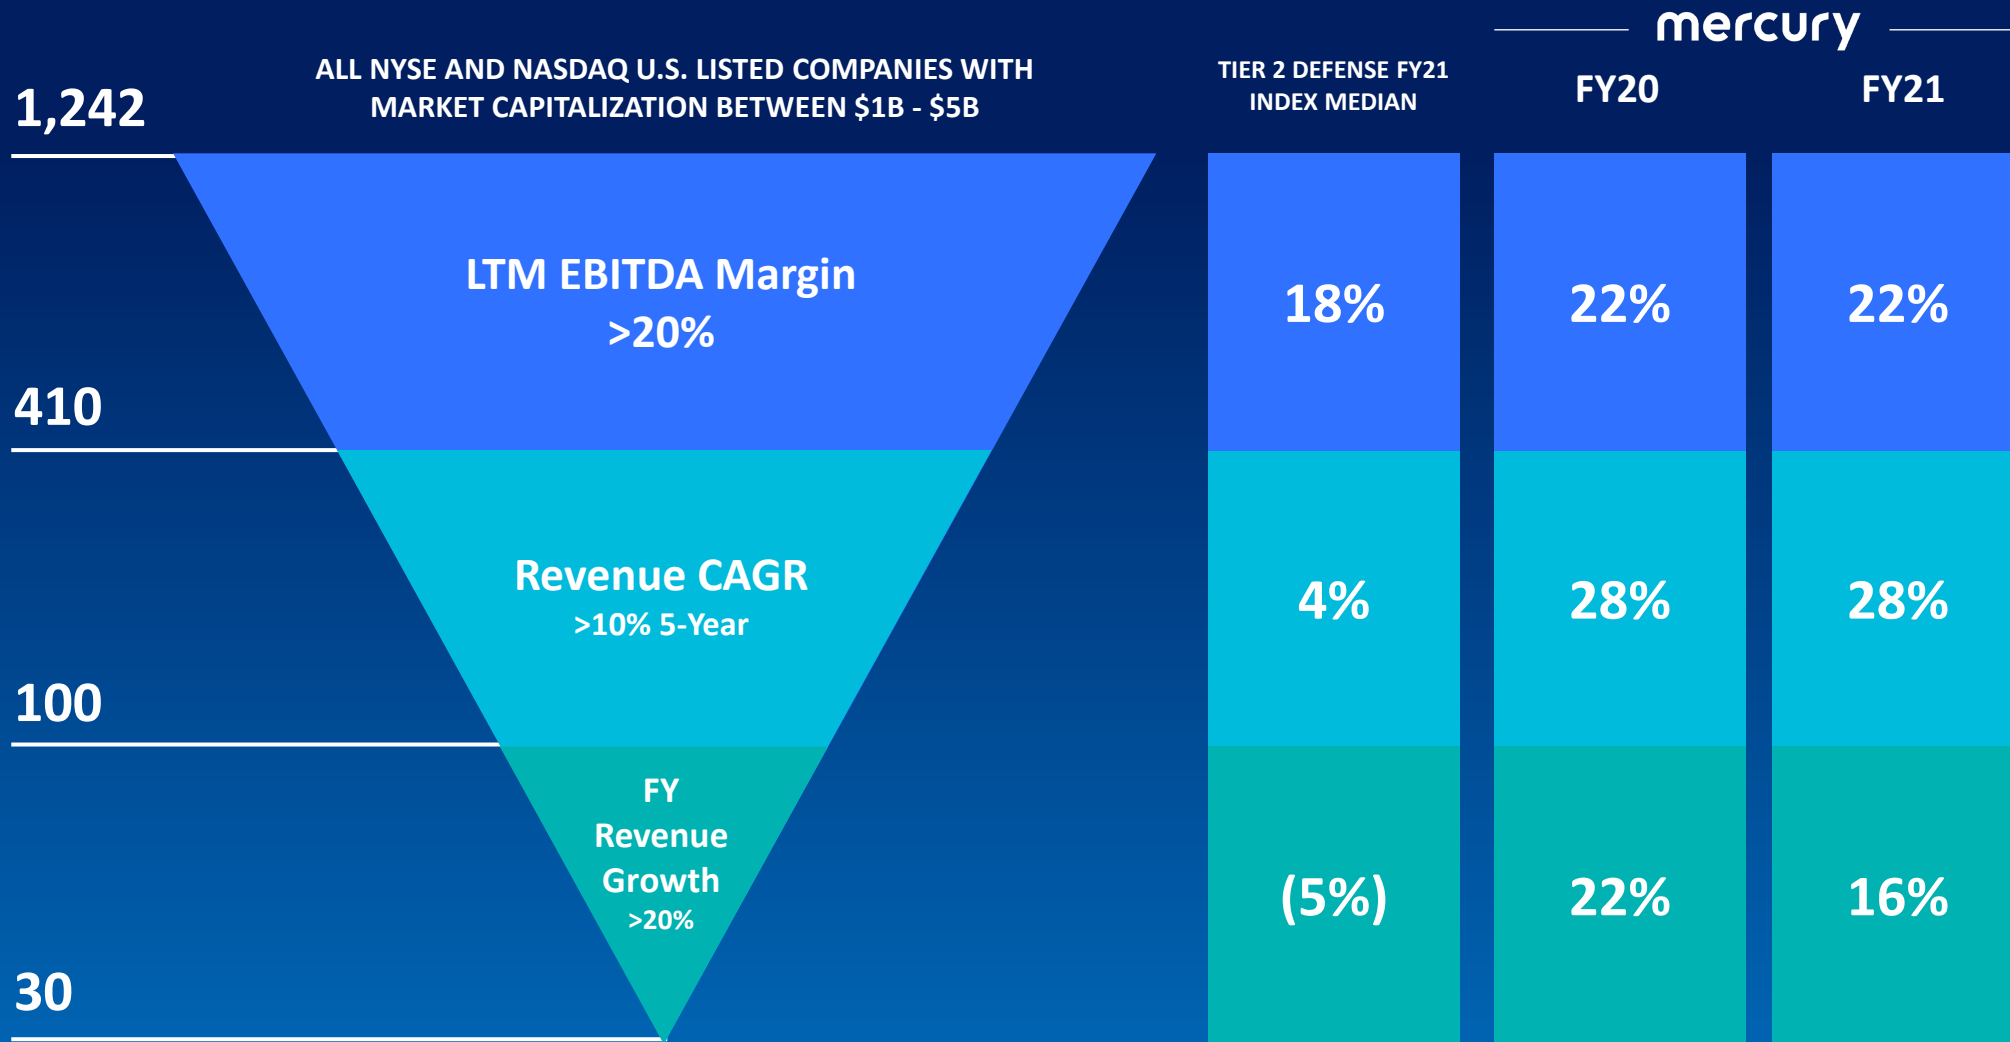 mercury
ALL NYSE AND NASDAQ U.S. LISTED COMPANIES WITH
MARKET CAPITALIZATION BETWEEN $1B - $5B
TIER 2 DEFENSE FY21
INDEX MEDIAN
FY20
FY21
1,242
LTM EBITDA Margin
>20%
18%
22%
22%
410
Revenue CAGR
>10% 5-Year
4%
28%
28%
100
FY
Revenue
Growth
>20%
(5%)
22%
16%
30